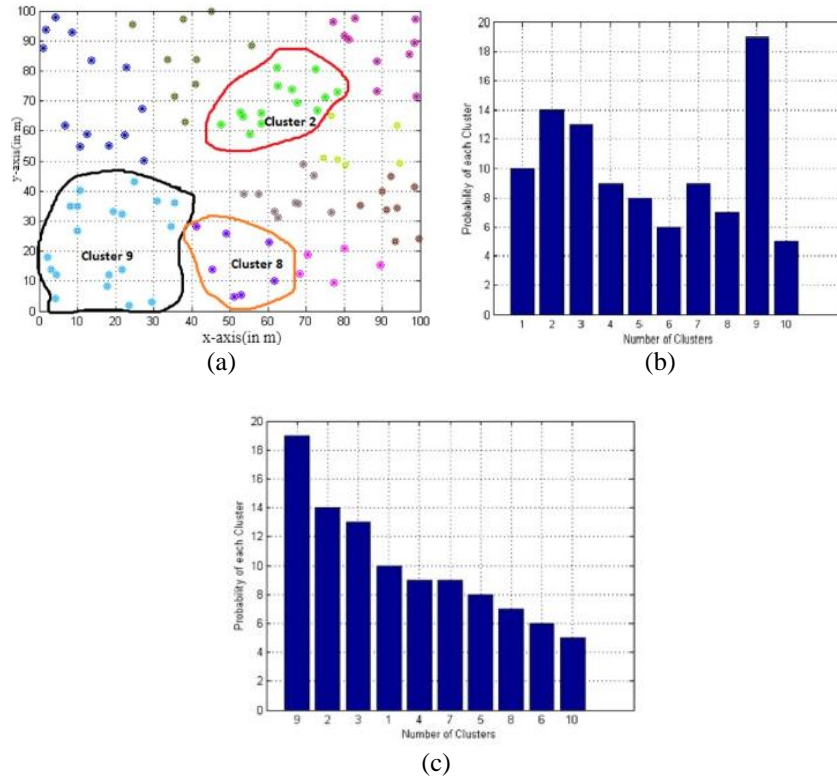 100
90
80
70
60
50
40
30
20
10
0
y-axis(in m)
Cluster 2
Cluster 9
Cluster 8
0 10 20 30 40 50 60 70 80 90 100
x-axis(in m)
(a)
20
18
16
14
12
10
8
6
4
2
0
Probability of each Cluster
1 2 3 4 5 6 7 8 9 10
Number of Clusters
(b)
20
18
16
14
12
10
8
6
4
2
0
Probability of each Cluster
9 2 3 1 4 7 5 8 6 10
Number of Clusters
(c)